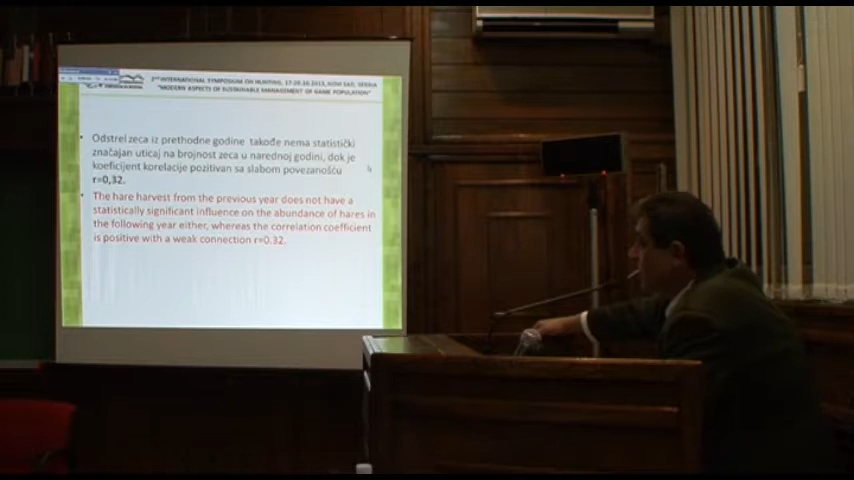 2nd INTERNATIONAL SYMPOSIUM ON HUNTING, 17-20.10.2013, NOVI SAD, SERBIA
"MODERN ASPECTS OF SUSTAINABLE MANAGEMENT OF GAME POPULATION"
• Odstrel zeca iz prethodne godine takođe nema statistički
značajan uticaj na brojnost zeca u narednoj godini, dok je
koeficijent korelacije pozitivan sa slabom povezanošću
r=0,32.
• The hare harvest from the previous year does not have a
statistically significant influence on the abundance of hares in
the following year either, whereas the correlation coefficient
is positive with a weak connection r=0.32.